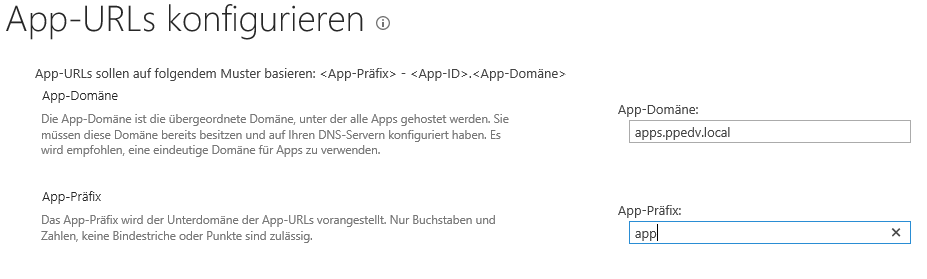 App-URLs konfigurieren
App-URLs sollen auf folgendem Muster basieren: <App-Präfix> - <App-ID>.<App-Domäne>
App-Domäne
Die App-Domäne ist die übergeordnete Domäne, unter der alle Apps gehostet werden. Sie
müssen diese Domäne bereits besitzen und auf Ihren DNS-Servern konfiguriert haben. Es
wird empfohlen, eine eindeutige Domäne für Apps zu verwenden.
App-Domäne:
apps.ppedv.local
App-Präfix
Das App-Präfix wird der Unterdomäne der App-URLs vorangestellt. Nur Buchstaben und
Zahlen, keine Bindestriche oder Punkte sind zulässig.
App-Präfix:
app